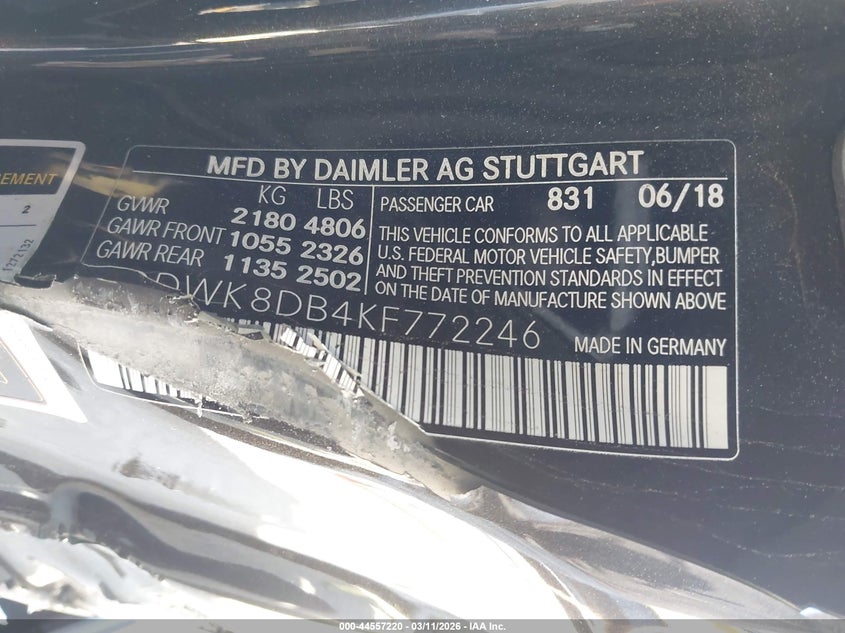 EMENT
2
1272132
MFD BY DAIMLER AG STUTTGART
KG LBS
GVWR 2180 4806
GAWR FRONT 1055 2326
GAWR REAR 1135 2502
PASSENGER CAR 831 06/18
THIS VEHICLE CONFORMS TO ALL APPLICABLE
U.S. FEDERAL MOTOR VEHICLE SAFETY,BUMPER
AND THEFT PREVENTION STANDARDS IN EFFECT
ON THE DATE OF MANUFACTURE SHOWN ABOVE
DWK8DB4KF772246
MADE IN GERMANY
000-44557220 - 03/11/2026 - IAA Inc.